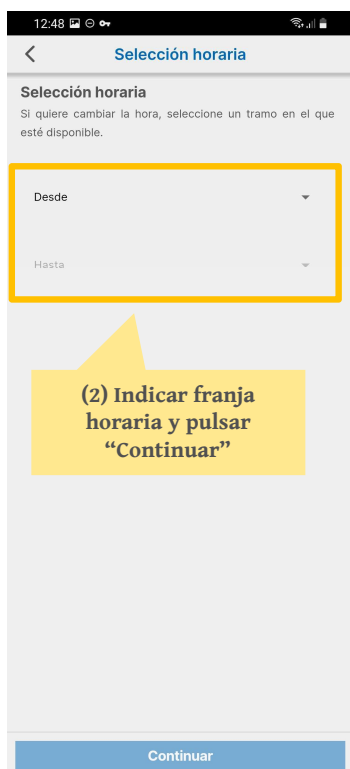 12:48
Selección horaria
Selección horaria
Si quiere cambiar la hora, seleccione un tramo en el que
esté disponible.
Desde
Hasta
(2) Indicar franja
horaria y pulsar
“Continuar”
Continuar